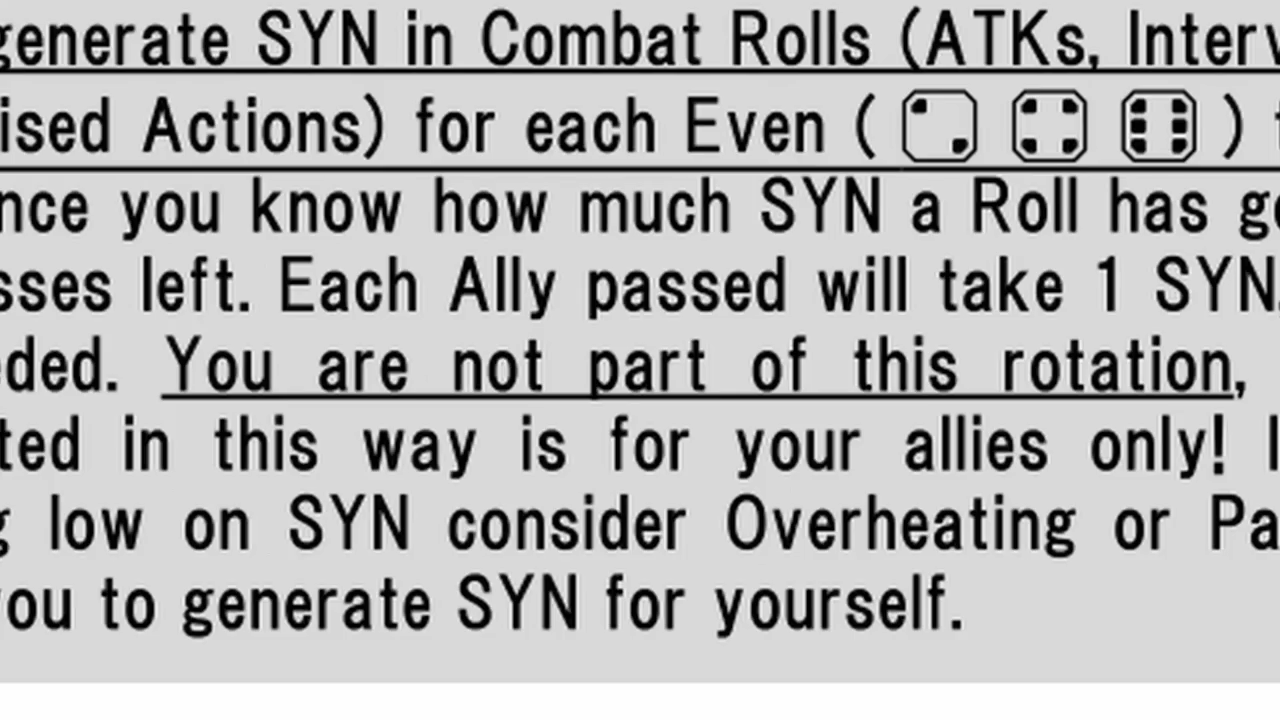 generate SYN in Combat Rolls (ATKs, Interv
ised Actions) for each Even ( ⚁ ⚃ ⚅ )
nce you know how much SYN a Roll has
sses left. Each Ally passed will take 1 SYN
ded. You are not part of this rotation,
ted in this way is for your allies only!
low on SYN consider Overheating or Pa
you to generate SYN for yourself.